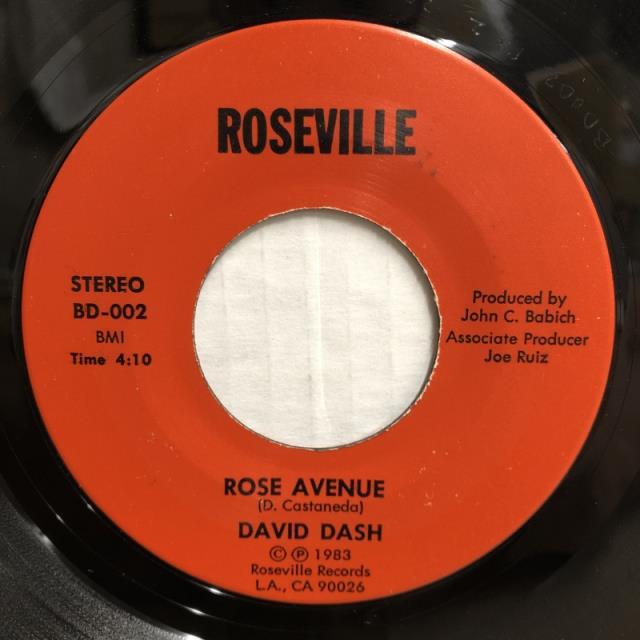 ROSEVILLE
STEREO
BD-002
BMI
Time 4:10
Produced by
John C. Babich
Associate Producer
Joe Ruiz
ROSE AVENUE
(D. Castaneda)
DAVID DASH
© ℗ 1983
Roseville Records
L.A., CA 90026